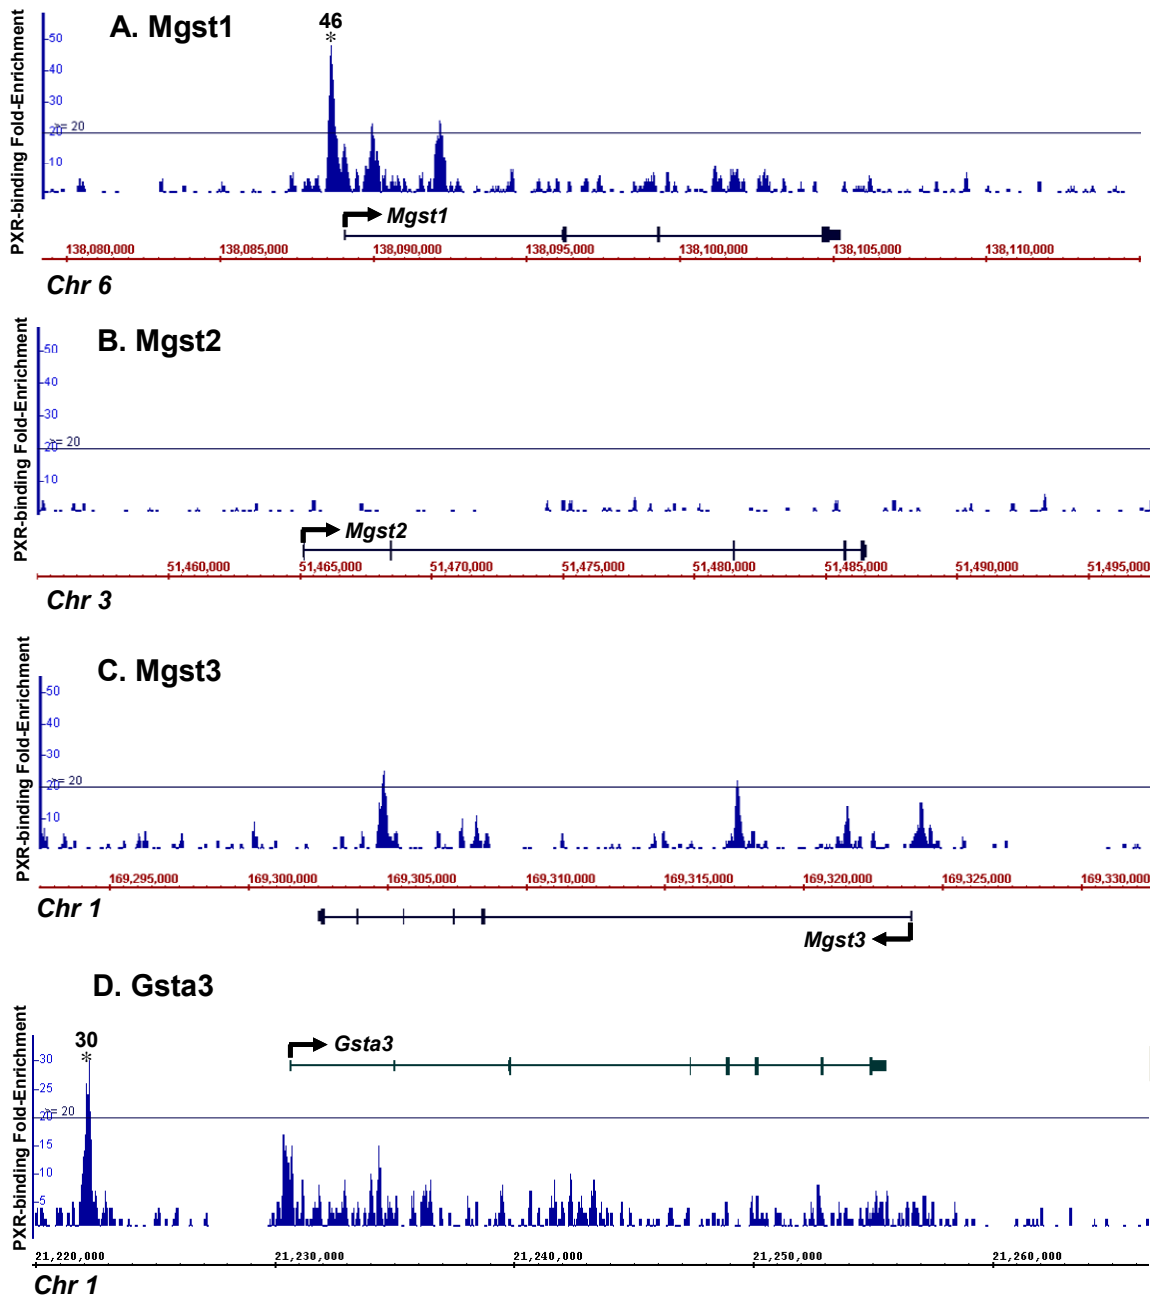 A. Mgst1
46
*
PXR-binding Fold-Enrichment
50
40
30
20
>= 20
10
Mgst1
138,080,000 138,085,000 138,090,000 138,095,000 138,100,000 138,105,000 138,110,000
Chr 6
B. Mgst2
PXR-binding Fold-Enrichment
50
40
30
20
>= 20
10
Mgst2
51,460,000 51,465,000 51,470,000 51,475,000 51,480,000 51,485,000 51,490,000 51,495,000
Chr 3
C. Mgst3
PXR-binding Fold-Enrichment
50
40
30
20
>= 20
10
169,295,000 169,300,000 169,305,000 169,310,000 169,315,000 169,320,000 169,325,000 169,330,000
Chr 1
Mgst3
D. Gsta3
PXR-binding Fold-Enrichment
30
*
Gsta3
30
25
20
>= 20
15
10
5
21,220,000 21,230,000 21,240,000 21,250,000 21,260,000
Chr 1